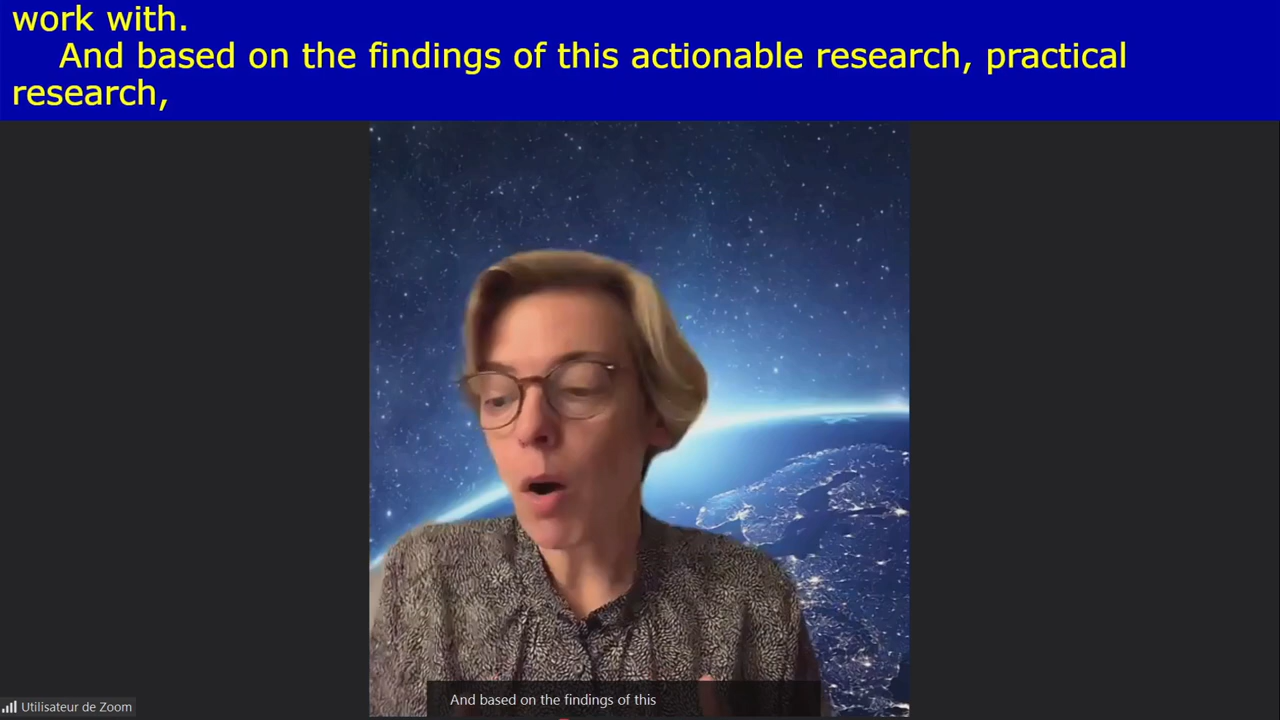 work with.
And based on the findings of this actionable research, practical
research,
And based on the findings of this
Utilisateur de Zoom